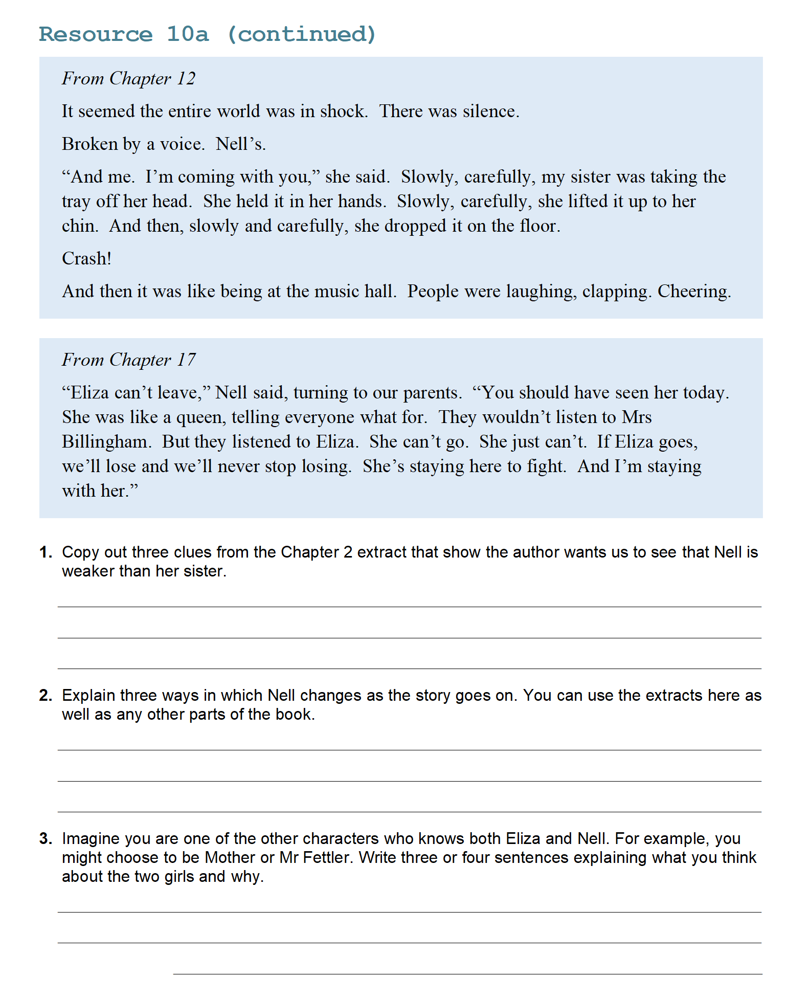 Resource 10a (continued)
From Chapter 12
It seemed the entire world was in shock.  There was silence.
Broken by a voice.  Nell’s.
“And me.  I’m coming with you,” she said.  Slowly, carefully, my sister was taking the
tray off her head.  She held it in her hands.  Slowly, carefully, she lifted it up to her
chin.  And then, slowly and carefully, she dropped it on the floor.
Crash!
And then it was like being at the music hall.  People were laughing, clapping. Cheering.
From Chapter 17
“Eliza can’t leave,” Nell said, turning to our parents.  “You should have seen her today.
She was like a queen, telling everyone what for.  They wouldn’t listen to Mrs
Billingham.  But they listened to Eliza.  She can’t go.  She just can’t.  If Eliza goes,
we’ll lose and we’ll never stop losing.  She’s staying here to fight.  And I’m staying
with her.”
1. Copy out three clues from the Chapter 2 extract that show the author wants us to see that Nell is
weaker than her sister.
2. Explain three ways in which Nell changes as the story goes on. You can use the extracts here as
well as any other parts of the book.
3. Imagine you are one of the other characters who knows both Eliza and Nell. For example, you
might choose to be Mother or Mr Fettler. Write three or four sentences explaining what you think
about the two girls and why.